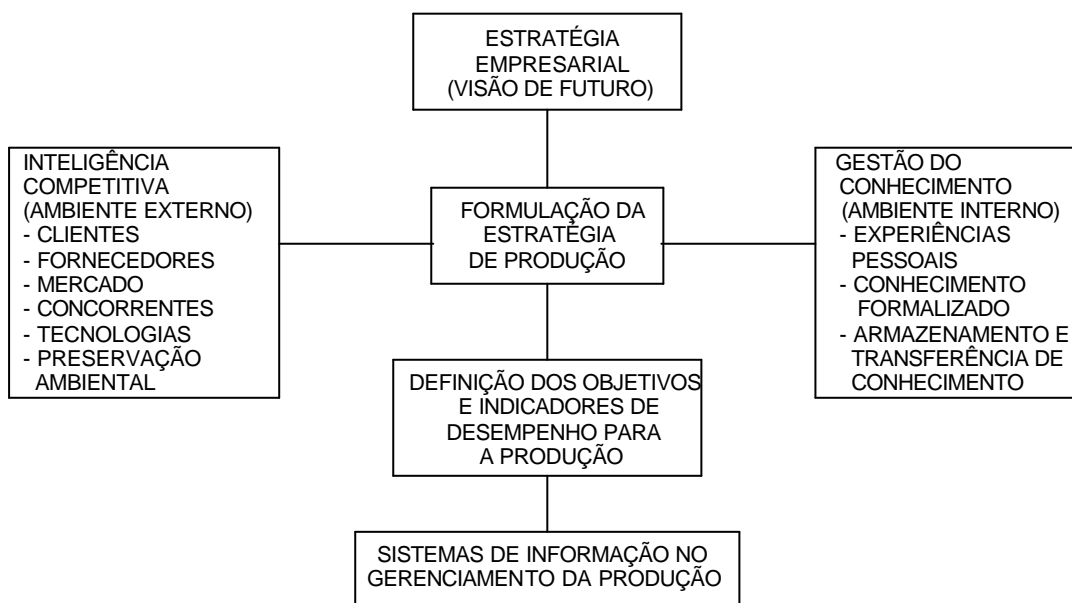 ESTRATÉGIA
EMPRESARIAL
(VISÃO DE FUTURO)
INTELIGÊNCIA
COMPETITIVA
(AMBIENTE EXTERNO)
- CLIENTES
- FORNECEDORES
- MERCADO
- CONCORRENTES
- TECNOLOGIAS
- PRESERVAÇÃO
AMBIENTAL
FORMULAÇÃO DA
ESTRATÉGIA
DE PRODUÇÃO
GESTÃO DO
CONHECIMENTO
(AMBIENTE INTERNO)
- EXPERIÊNCIAS
PESSOAIS
- CONHECIMENTO
FORMALIZADO
- ARMAZENAMENTO E
TRANSFERÊNCIA DE
CONHECIMENTO
DEFINIÇÃO DOS OBJETIVOS
E INDICADORES DE
DESEMPENHO PARA
A PRODUÇÃO
SISTEMAS DE INFORMAÇÃO NO
GERENCIAMENTO DA PRODUÇÃO